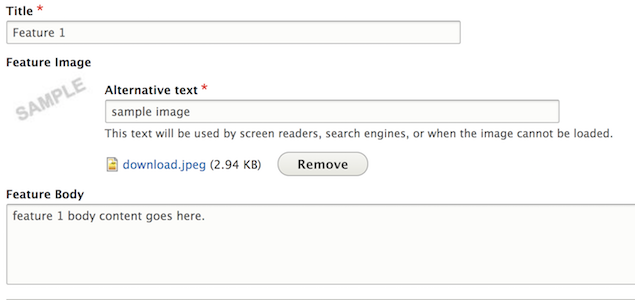 Title *
Feature 1
Feature Image
SAMPLE
Alternative text *
sample image
This text will be used by screen readers, search engines, or when the image cannot be loaded.
download.jpeg (2.94 KB) Remove
Feature Body
feature 1 body content goes here.